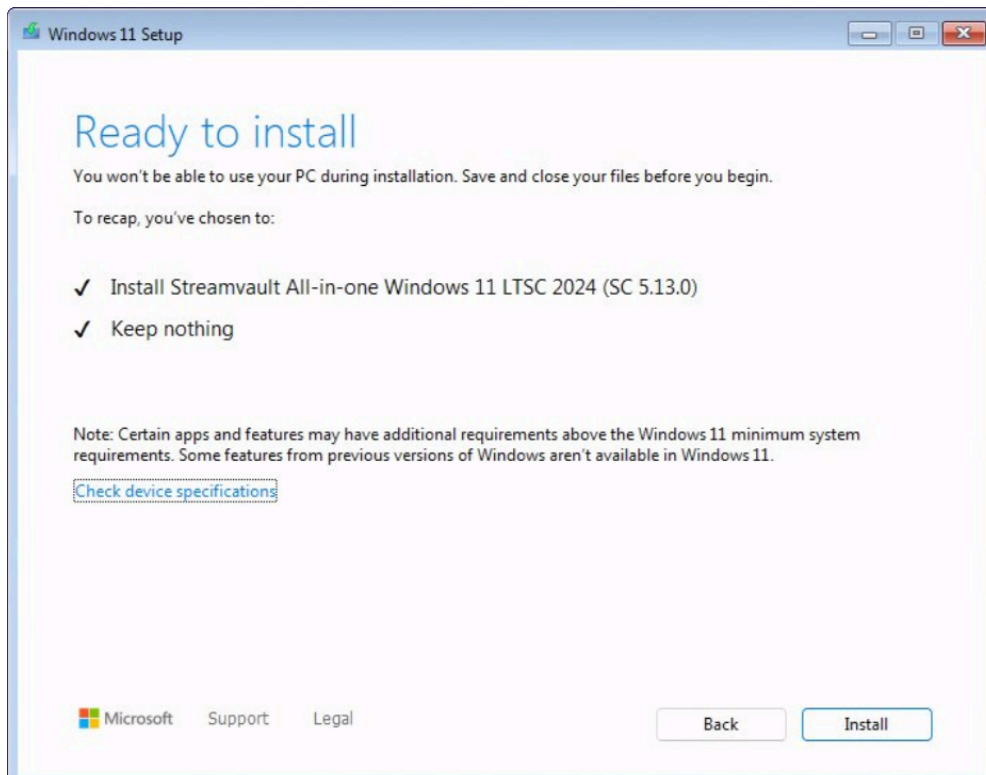 Windows 11 Setup
Ready to install
You won't be able to use your PC during installation. Save and close your files before you begin.
To recap, you've chosen to:
✓ Install Streamvault All-in-one Windows 11 LTSC 2024 (SC 5.13.0)
✓ Keep nothing
Note: Certain apps and features may have additional requirements above the Windows 11 minimum system
requirements. Some features from previous versions of Windows aren't available in Windows 11.
Check device specifications
Microsoft Support Legal Back Install